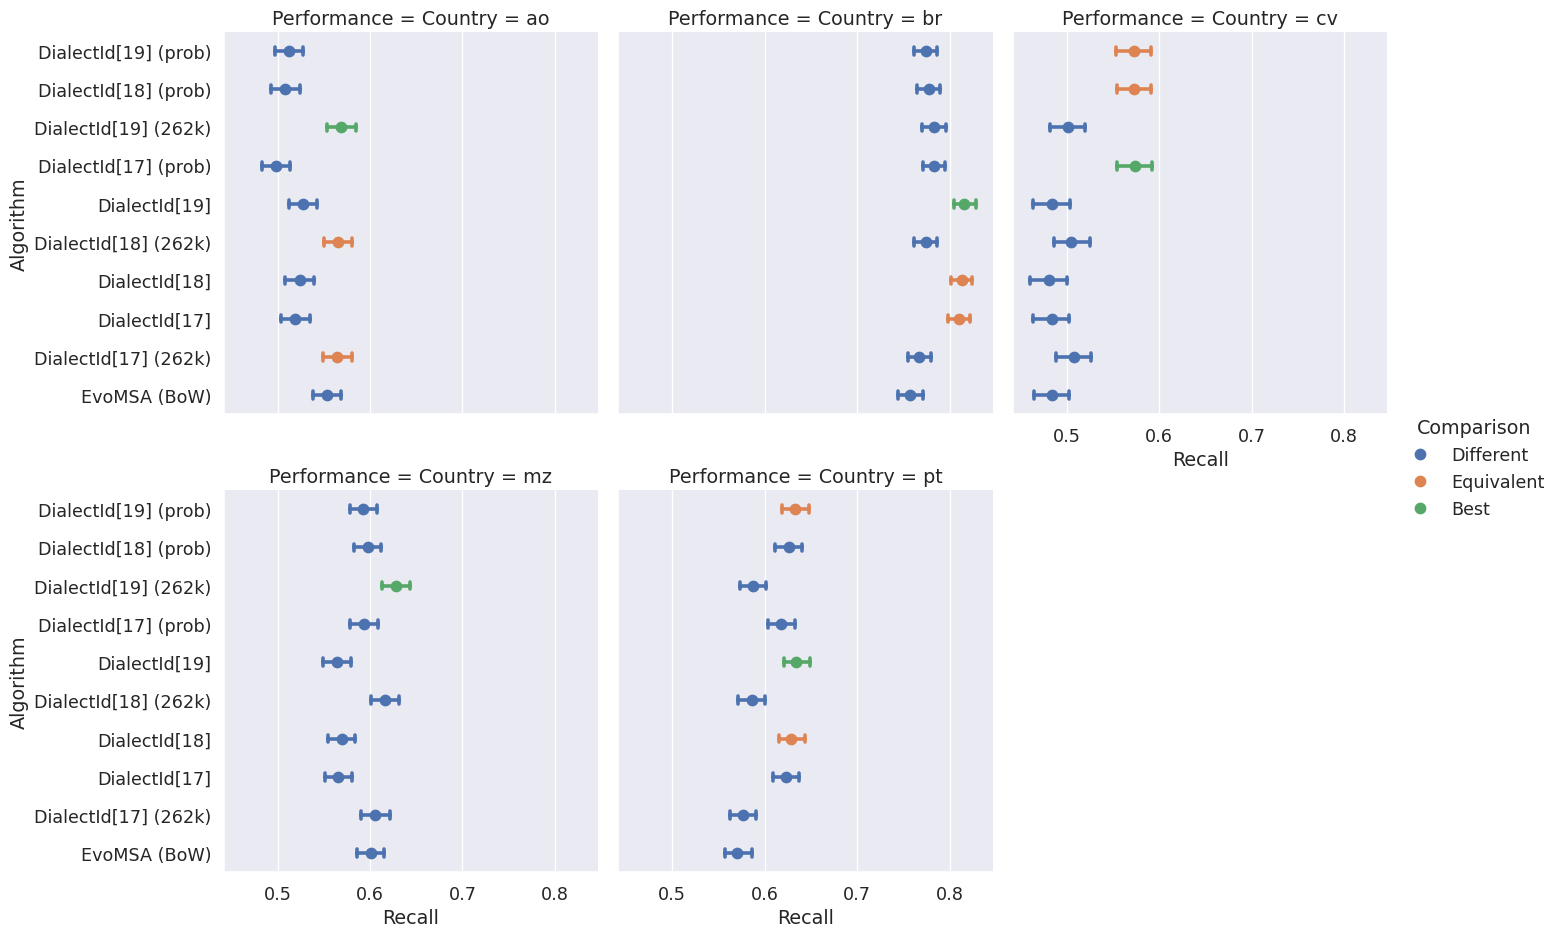 Performance = Country = ao
Performance = Country = br
Performance = Country = cv
Algorithm
DialectId[19] (prob)
DialectId[18] (prob)
DialectId[19] (262k)
DialectId[17] (prob)
DialectId[19]
DialectId[18] (262k)
DialectId[18]
DialectId[17]
DialectId[17] (262k)
EvoMSA (BoW)
0.5 0.6 0.7 0.8
Recall
Comparison
Different
Equivalent
Best
Performance = Country = mz
Performance = Country = pt
Algorithm
DialectId[19] (prob)
DialectId[18] (prob)
DialectId[19] (262k)
DialectId[17] (prob)
DialectId[19]
DialectId[18] (262k)
DialectId[18]
DialectId[17]
DialectId[17] (262k)
EvoMSA (BoW)
0.5 0.6 0.7 0.8
Recall
0.5 0.6 0.7 0.8
Recall